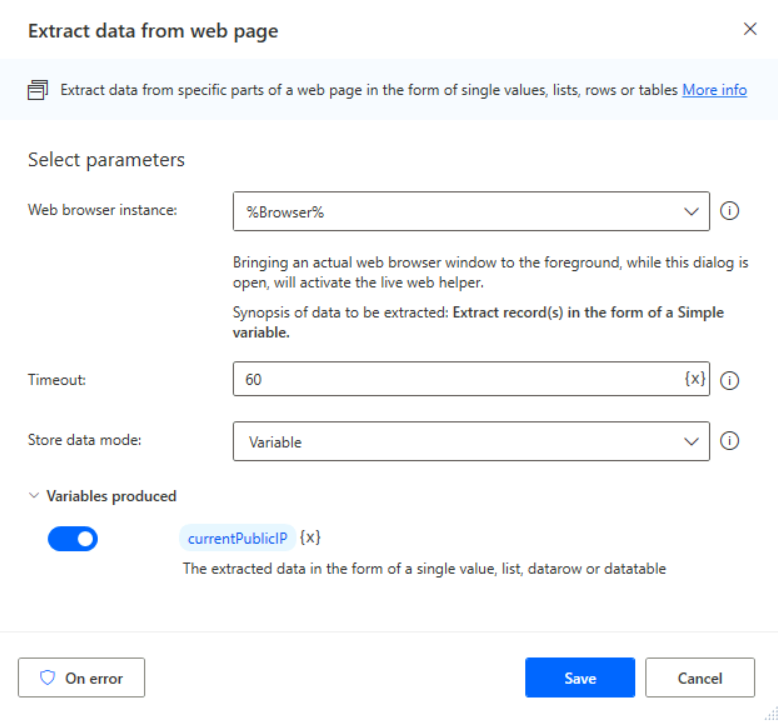 Extract data from web page
Extract data from specific parts of a web page in the form of single values, lists, rows or tables More info
Select parameters
Web browser instance:
%Browser%
Bringing an actual web browser window to the foreground, while this dialog is
open, will activate the live web helper.
Synopsis of data to be extracted: Extract record(s) in the form of a Simple
variable.
Timeout:
60
{x}
Store data mode:
Variable
Variables produced
currentPublicIP {x}
The extracted data in the form of a single value, list, datarow or datatable
On error
Save
Cancel